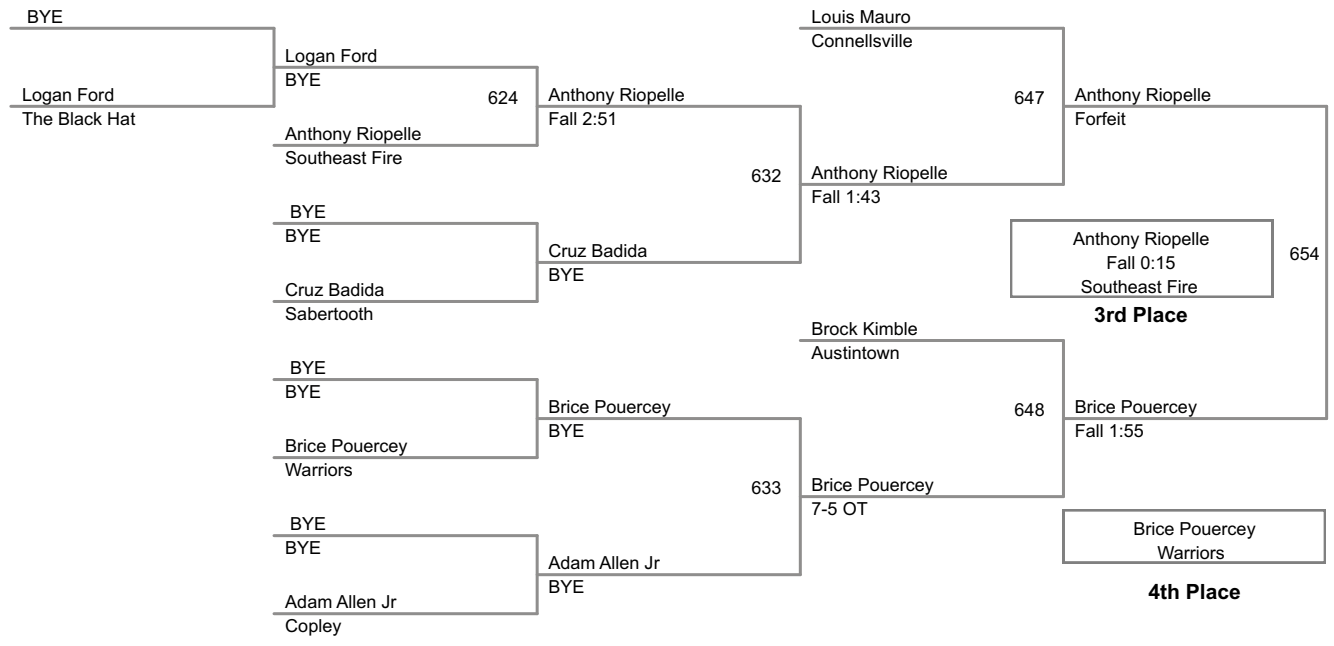 BYE
Logan Ford
The Black Hat
Logan Ford
BYE
624
Anthony Riopelle
Southeast Fire
BYE
BYE
Cruz Badida
Sabertooth
BYE
BYE
Brice Pouercey
Warriors
BYE
BYE
Adam Allen Jr
Copley
Anthony Riopelle
Fall 2:51
632
Cruz Badida
BYE
Brice Pouercey
BYE
633
Adam Allen Jr
BYE
Louis Mauro
Connellsville
647
Anthony Riopelle
Fall 1:43
Brock Kimble
Austintown
648
Brice Pouercey
7-5 OT
Anthony Riopelle
Forfeit
Anthony Riopelle
Fall 0:15
Southeast Fire
654
3rd Place
Brice Pouercey
Fall 1:55
Brice Pouercey
Warriors
4th Place